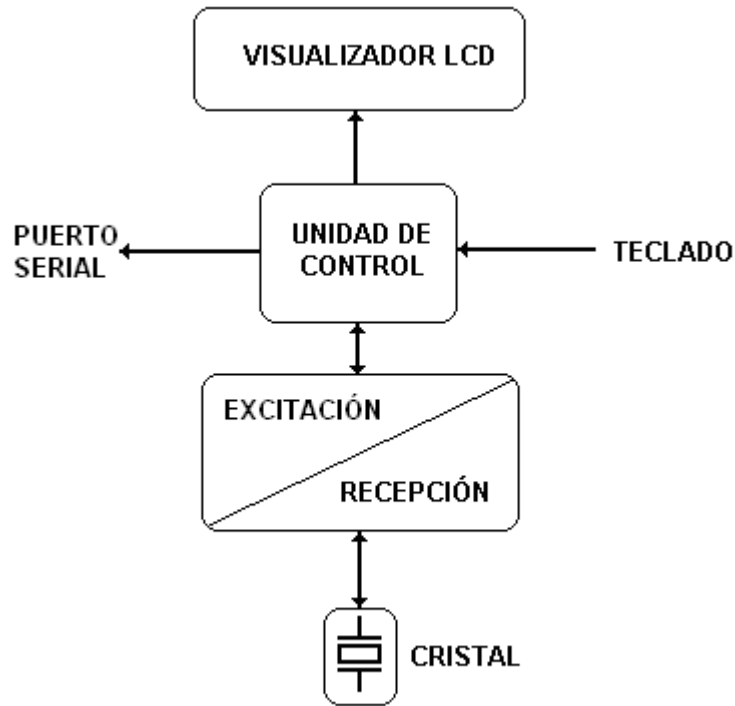 VISUALIZADOR LCD
PUERTO
SERIAL
UNIDAD DE
CONTROL
TECLADO
EXCITACIÓN
RECEPCIÓN
CRISTAL